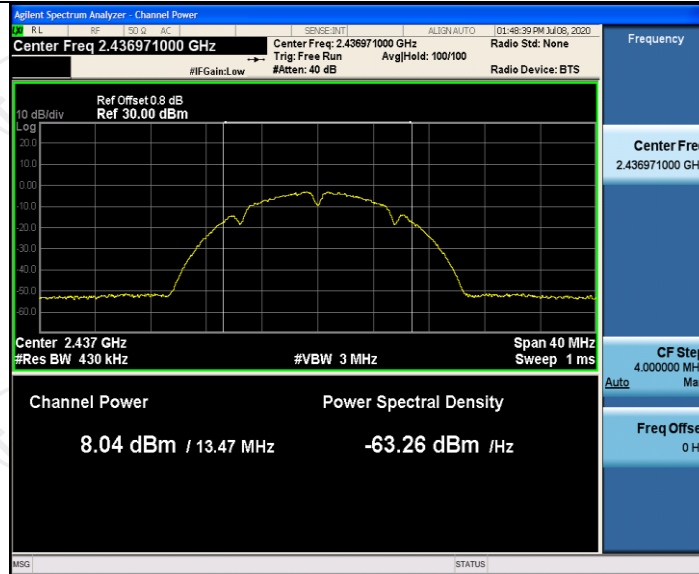 Agilent Spectrum Analyzer - Channel Power
RL RF 50 Ω AC SENSE:INT ALIGN AUTO 01:48:39 PM Jul 08, 2020
Center Freq 2.436971000 GHz
Center Freq: 2.436971000 GHz
Radio Std: None
Trig: Free Run Avg|Hold: 100/100
#IFGain:Low #Atten: 40 dB Radio Device: BTS
Ref Offset 0.8 dB
10 dB/div Ref 30.00 dBm
Log
20.0
10.0
0.00
-10.0
-20.0
-30.0
-40.0
-50.0
-60.0
Center 2.437 GHz Span 40 MHz
#Res BW 430 kHz #VBW 3 MHz Sweep 1 ms
Channel Power Power Spectral Density
8.04 dBm / 13.47 MHz -63.26 dBm /Hz
MSG STATUS
Frequency
Center Fre
2.436971000 GH
CF Step
4.000000 MH
Auto Ma
Freq Offse
0 H